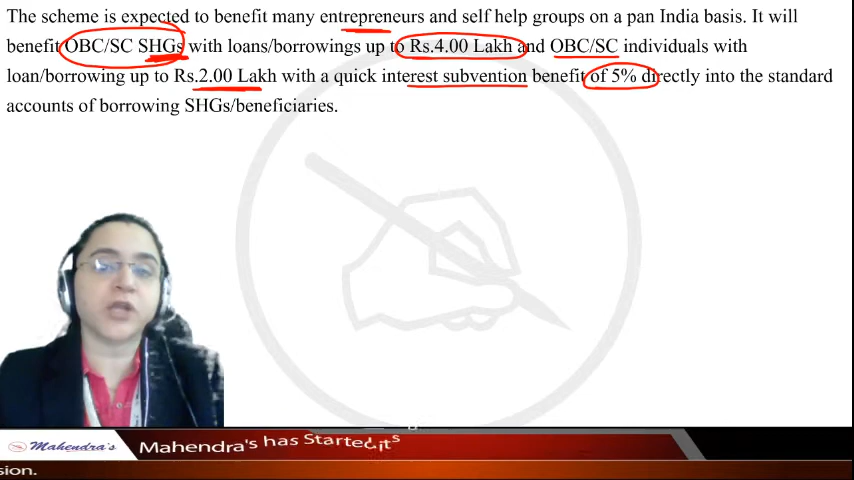 The scheme is expected to benefit many entrepreneurs and self help groups on a pan India basis. It will
benefit OBC/SC SHGs with loans/borrowings up to Rs.4.00 Lakh and OBC/SC individuals with
loan/borrowing up to Rs.2.00 Lakh with a quick interest subvention benefit of 5% directly into the standard
accounts of borrowing SHGs/beneficiaries.
Mahendra's
Mahendra's has Started its
sion.